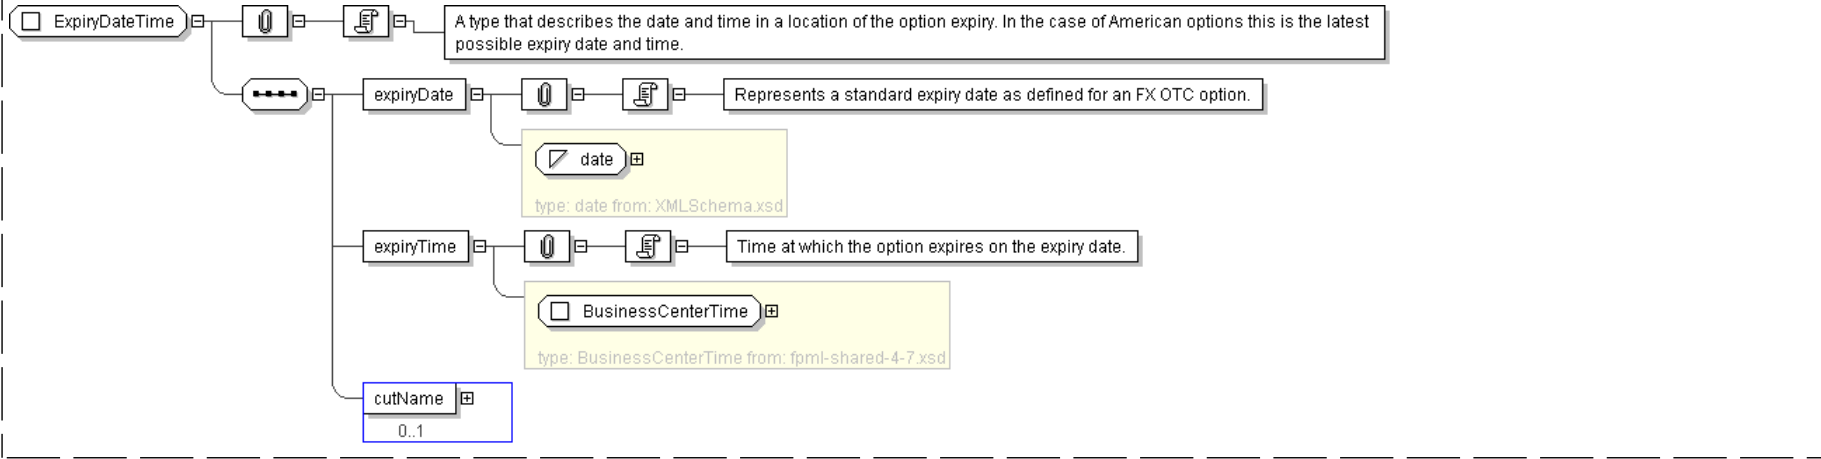 ExpiryDateTime
A type that describes the date and time in a location of the option expiry. In the case of American options this is the latest
possible expiry date and time.
expiryDate
Represents a standard expiry date as defined for an FX OTC option.
date
type: date from: XMLSchema.xsd
expiryTime
Time at which the option expires on the expiry date.
BusinessCenterTime
type: BusinessCenterTime from: fpml-shared-4-7.xsd
cutName
0..1